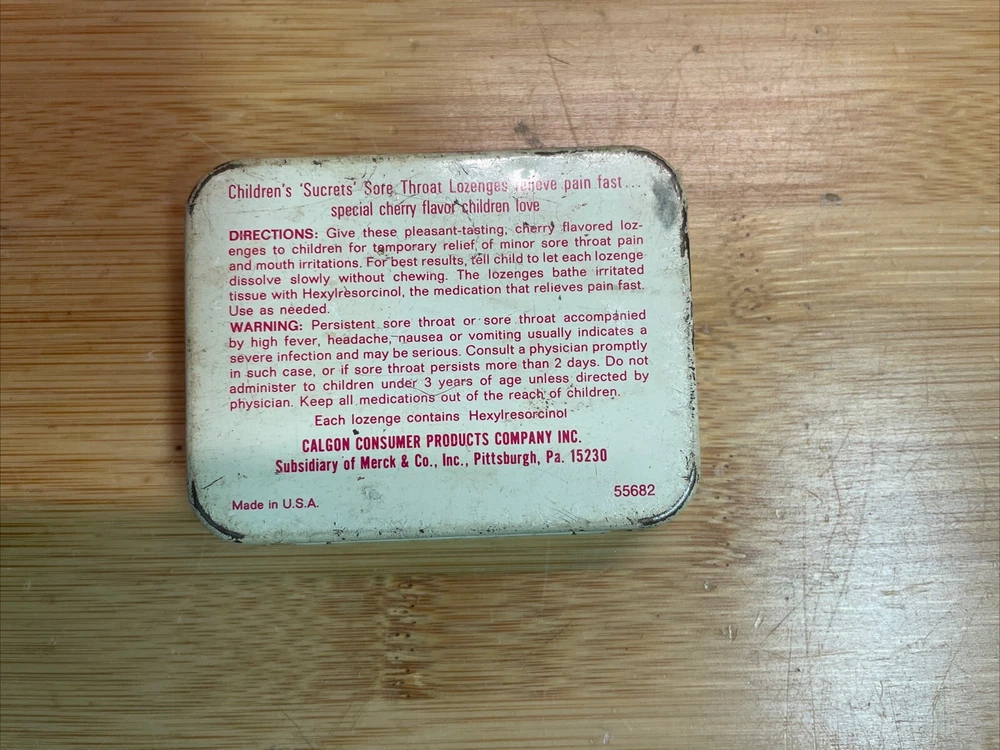 Children's 'Sucrets' Sore Throat Lozenges relieve pain fast...
special cherry flavor children love
DIRECTIONS: Give these pleasant-tasting, cherry flavored loz-
enges to children for temporary relief of minor sore throat pain
and mouth irritations. For best results, tell child to let each lozenge
dissolve slowly without chewing. The lozenges bathe irritated
tissue with Hexylresorcinol, the medication that relieves pain fast.
Use as needed.
WARNING: Persistent sore throat or sore throat accompanied
by high fever, headache, nausea or vomiting usually indicates a
severe infection and may be serious. Consult a physician promptly
in such case, or if sore throat persists more than 2 days. Do not
administer to children under 3 years of age unless directed by
physician. Keep all medications out of the reach of children.
Each lozenge contains Hexylresorcinol
CALGON CONSUMER PRODUCTS COMPANY INC.
Subsidiary of Merck & Co., Inc., Pittsburgh, Pa. 15230
Made in U.S.A.
55682